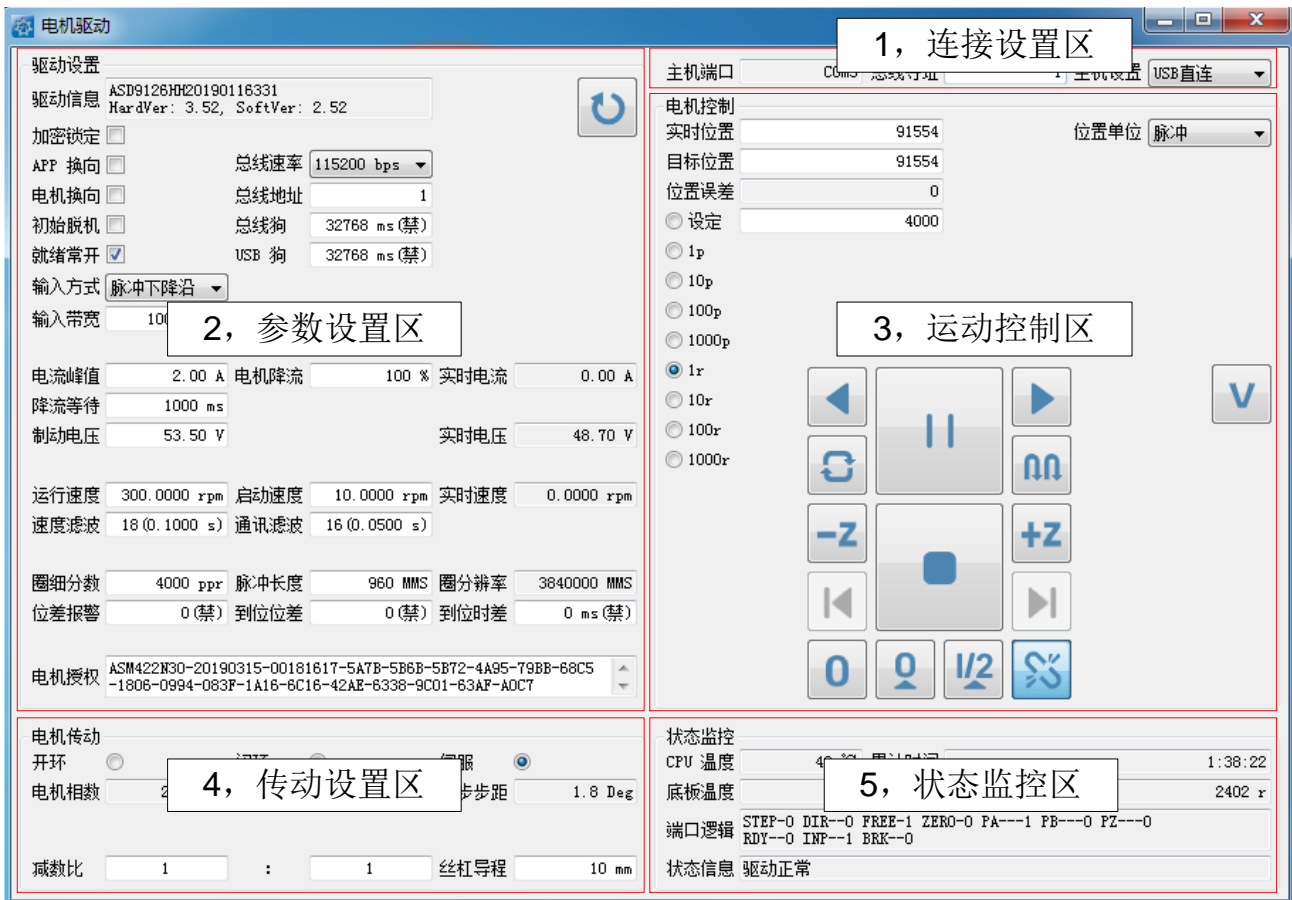 电机驱动
1，连接设置区
主机端口 COM5 总线寻址 1 主机设置 USB直连
驱动设置
驱动信息 ASD9126HH20190116331
HardVer: 3.52, SoftVer: 2.52
加密锁定
APP 换向 总线速率 115200 bps
电机换向 总线地址 1
初始脱机 总线狗 32768 ms(禁)
就绪常开 USB 狗 32768 ms(禁)
输入方式 脉冲下降沿
输入带宽
2，参数设置区
电流峰值 2.00 A 电机降流 100 % 实时电流 0.00 A
降流等待 1000 ms
制动电压 53.50 V 实时电压 48.70 V
运行速度 300.0000 rpm 启动速度 10.0000 rpm 实时速度 0.0000 rpm
速度滤波 18(0.1000 s) 通讯滤波 16(0.0500 s)
圈细分数 4000 ppr 脉冲长度 960 MMS 圈分辨率 3840000 MMS
位差报警 0(禁) 到位位差 0(禁) 到位时差 0 ms(禁)
电机授权 ASM422N30-20190315-00181617-5A7B-5B6B-5B72-4A95-79BB-68C5
-1806-0994-083F-1A16-6C16-42AE-6338-9C01-63AF-A0C7
电机控制
实时位置 91554 位置单位 脉冲
目标位置 91554
位置误差 0
设定 4000
1p
10p
100p
1000p
3，运动控制区
1r
10r
100r
1000r
V
-Z
+Z
0
0
1/2
电机传动
开环
电机相数 步距 1.8 Deg
4，传动设置区
减数比 1 : 1 丝杠导程 10 mm
状态监控
CPU 温度 1:38:22
底板温度 2402 r
5，状态监控区
端口逻辑 STEP-0 DIR--0 FREE-1 ZERO-0 PA---1 PB---0 PZ---0
RDY--0 INP--1 BRK--0
状态信息 驱动正常